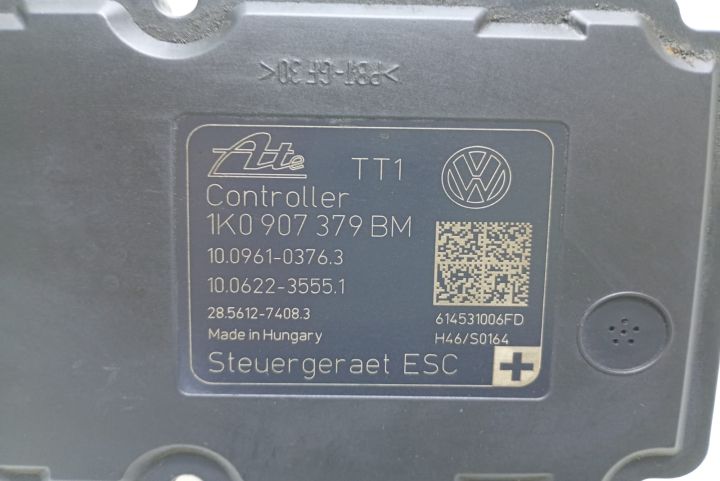 >PBT-GF30<
Ate TT1
Controller
1K0 907 379 BM
10.0961-0376.3
10.0622-3555.1
28.5612-7408.3 614531006FD
Made in Hungary H46/S0164
Steuergeraet ESC